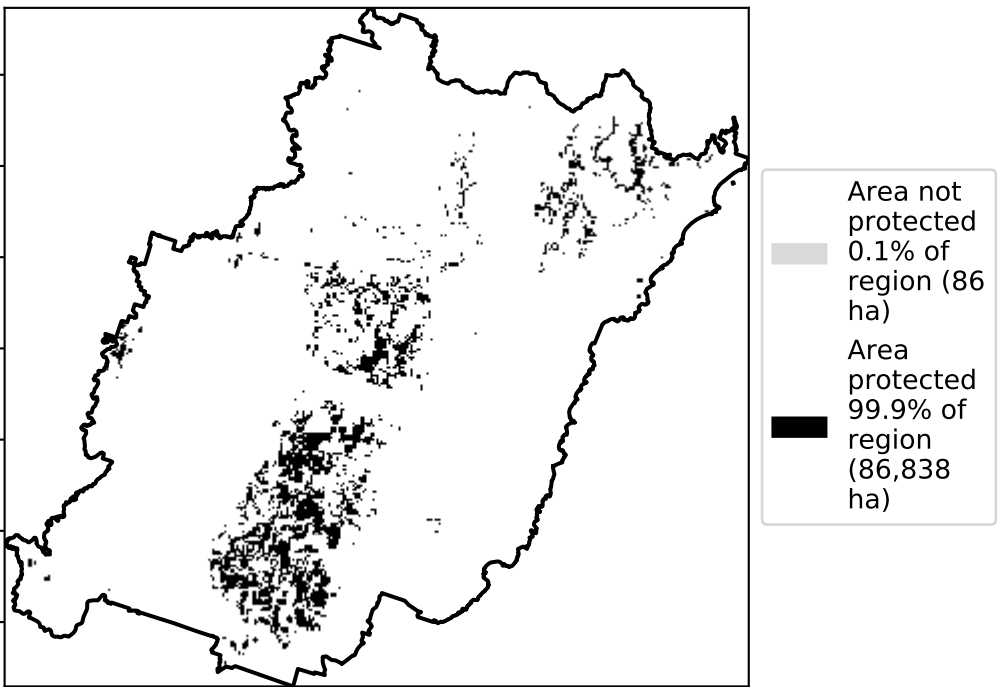 Area not
protected
0.1% of
region (86
ha)
Area
protected
99.9% of
region
(86,838
ha)